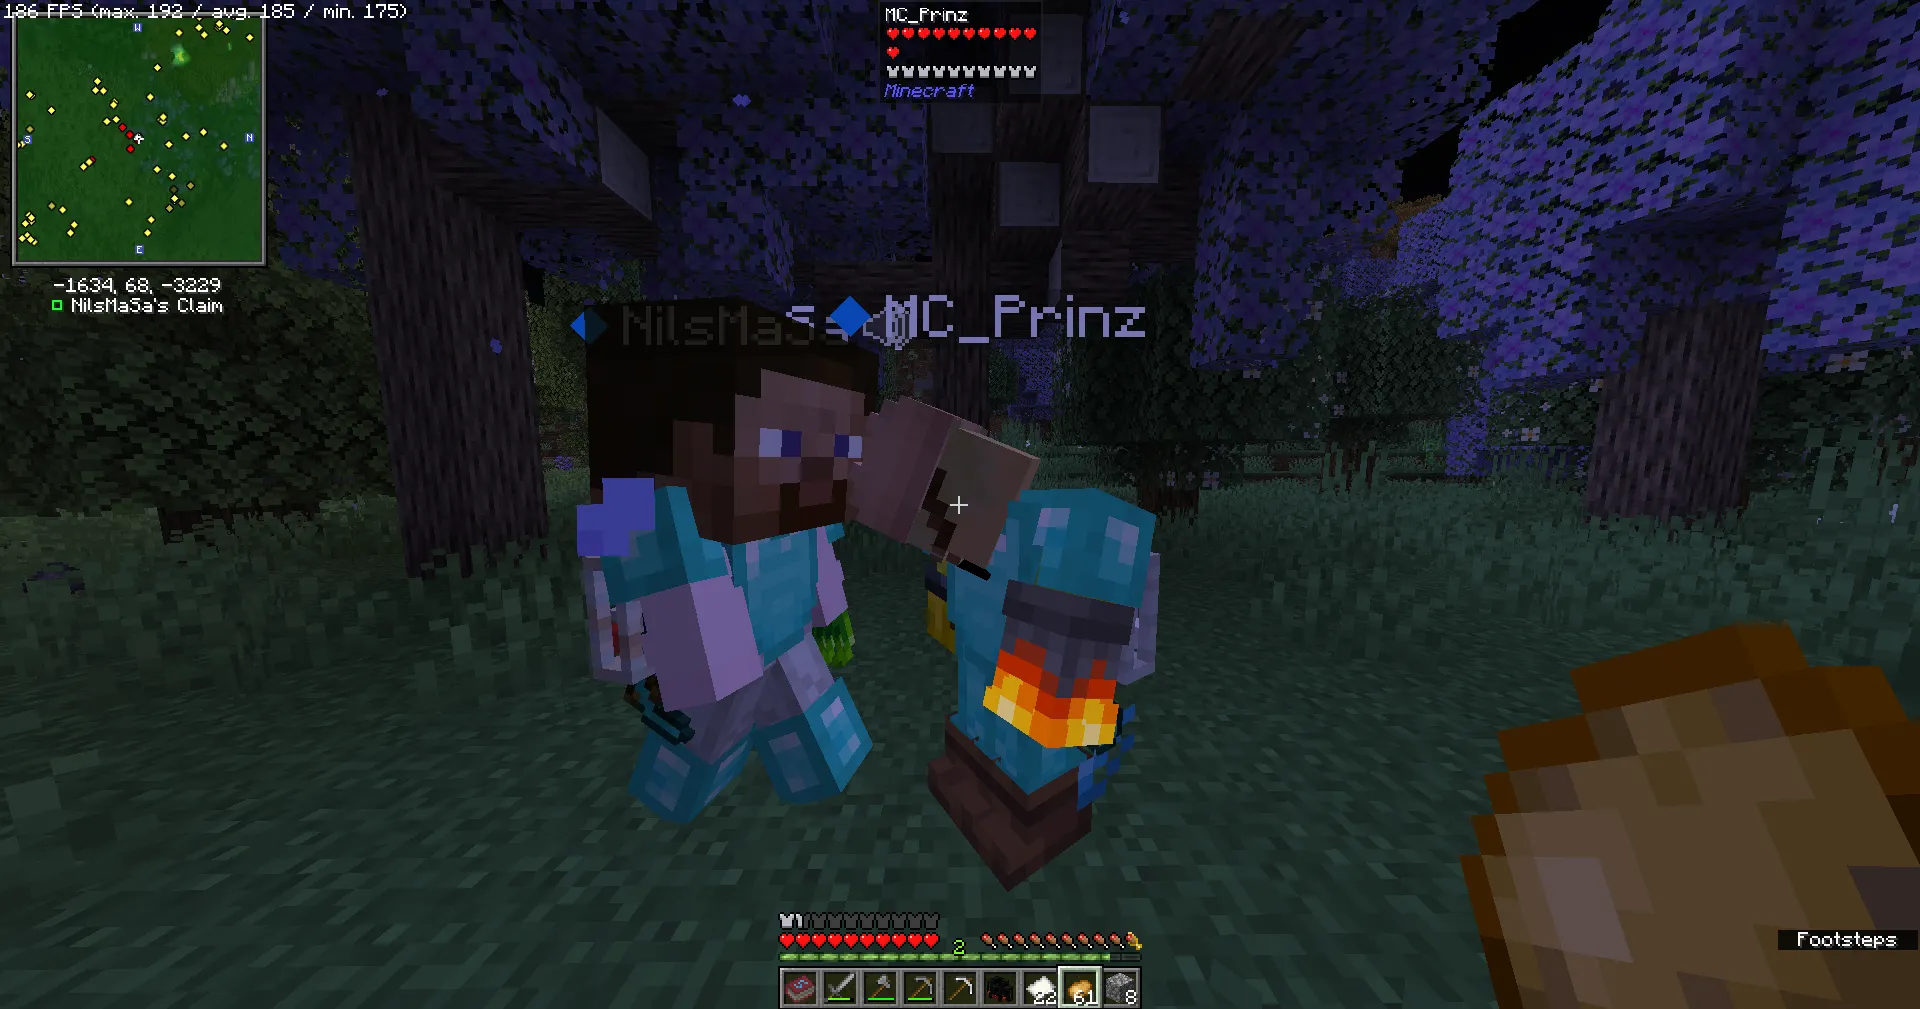 186 FPS (max. 192 / avg. 185 / min. 175)
W
S
N
E
-1634, 68, -3229
NilsMaSa's Claim
MC_Prinz
Minecraft
NilsMaSa
MC_Prinz
Footsteps
2
22
61
8